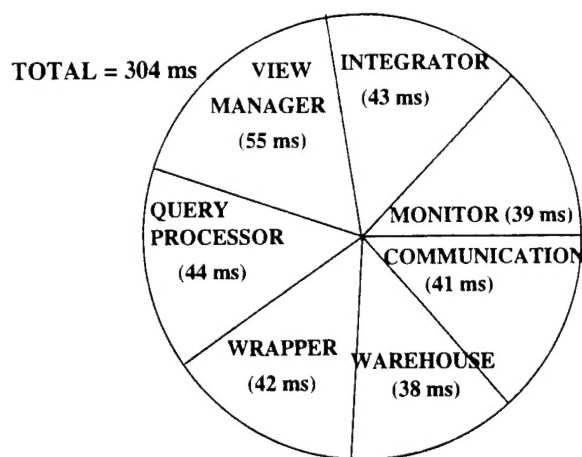 TOTAL = 304 ms
VIEW
MANAGER
(55 ms)
INTEGRATOR
(43 ms)
MONITOR (39 ms)
COMMUNICATION
(41 ms)
WAREHOUSE
(38 ms)
WRAPPER
(42 ms)
QUERY
PROCESSOR
(44 ms)